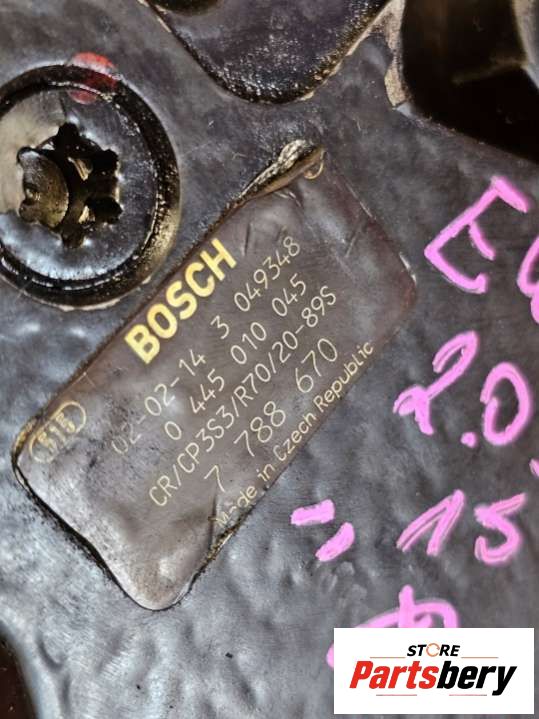 BOSCH
02-02-14 3 049348
0 445 010 045
CR/CP3S3/R70/20-89S
7 788 670
516
Made in Czech Republic
2.0
"15
STORE
Partsbery